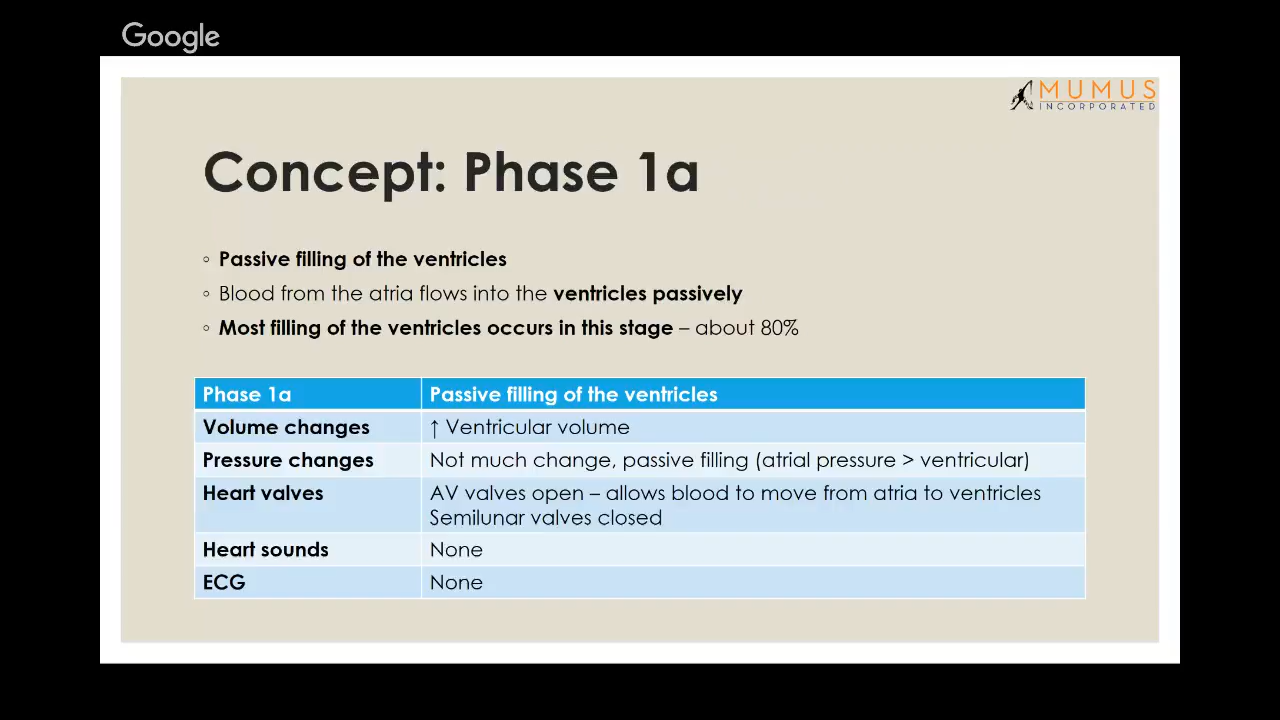 Google
MUMUS
INCORPORATED
Concept: Phase 1a
◦ Passive filling of the ventricles
◦ Blood from the atria flows into the ventricles passively
◦ Most filling of the ventricles occurs in this stage – about 80%
Phase 1a Passive filling of the ventricles
Volume changes ↑ Ventricular volume
Pressure changes Not much change, passive filling (atrial pressure > ventricular)
Heart valves AV valves open – allows blood to move from atria to ventricles
Semilunar valves closed
Heart sounds None
ECG None